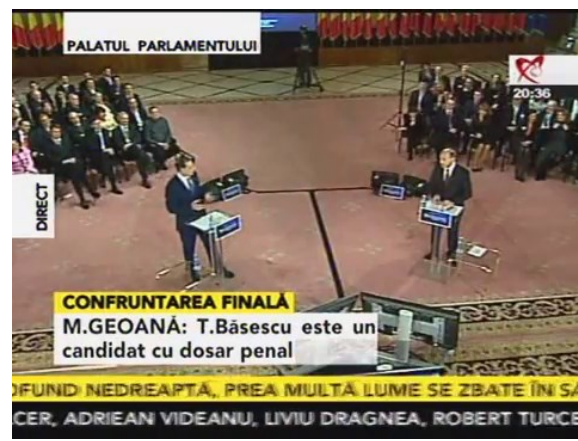 PALATUL PARLAMENTULUI
20:36
DIRECT
CONFRUNTAREA FINALĂ
M.GEOANĂ: T.Băsescu este un
candidat cu dosar penal
OFUND NEDREAPTĂ, PREA MULTĂ LUME SE ZBATE ÎN SĂ
CER, ADRIEAN VIDEANU, LIVIU DRAGNEA, ROBERT TURCE